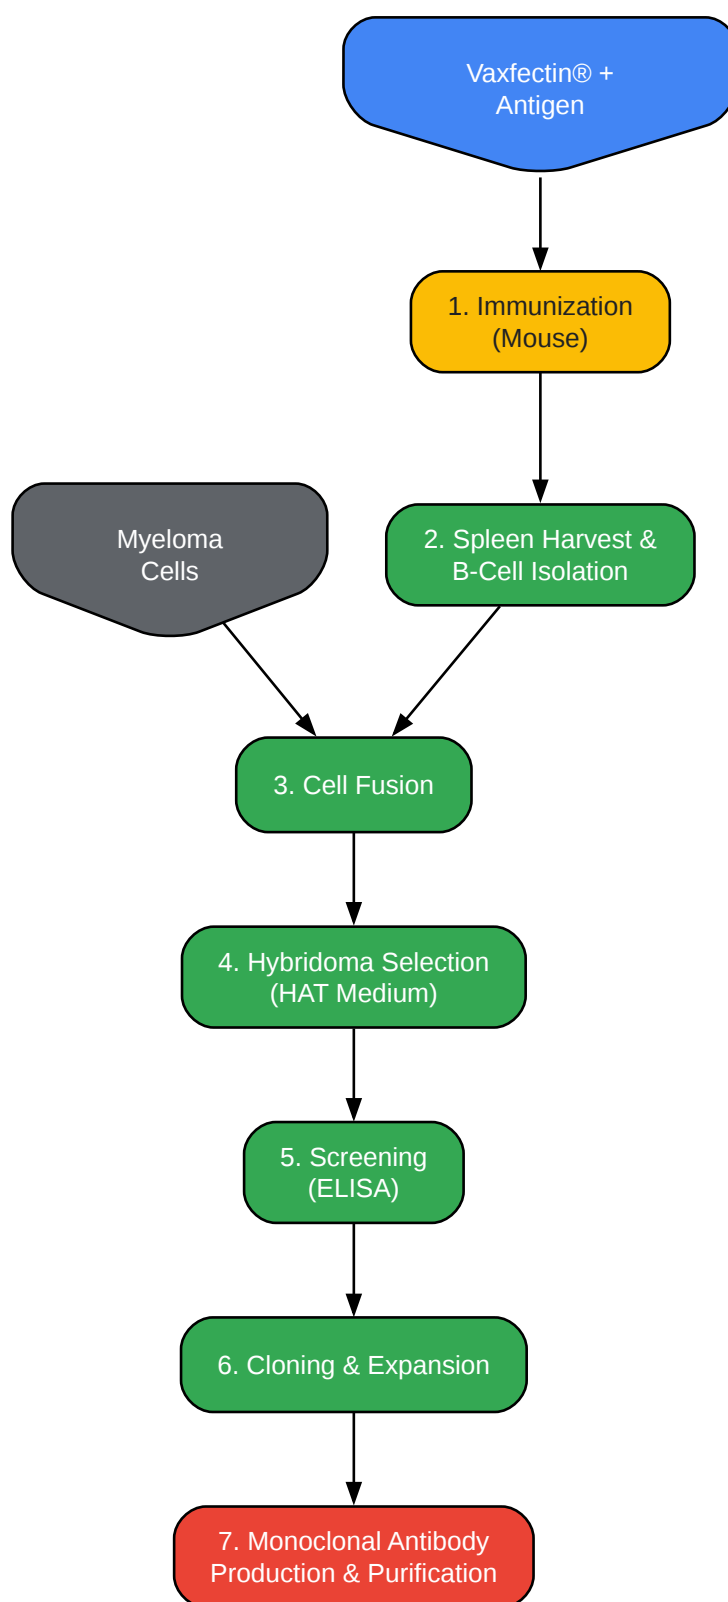 Vaxfectin® +
Antigen
1. Immunization
(Mouse)
Myeloma
Cells
2. Spleen Harvest &
B-Cell Isolation
3. Cell Fusion
4. Hybridoma Selection
(HAT Medium)
5. Screening
(ELISA)
6. Cloning & Expansion
7. Monoclonal Antibody
Production & Purification